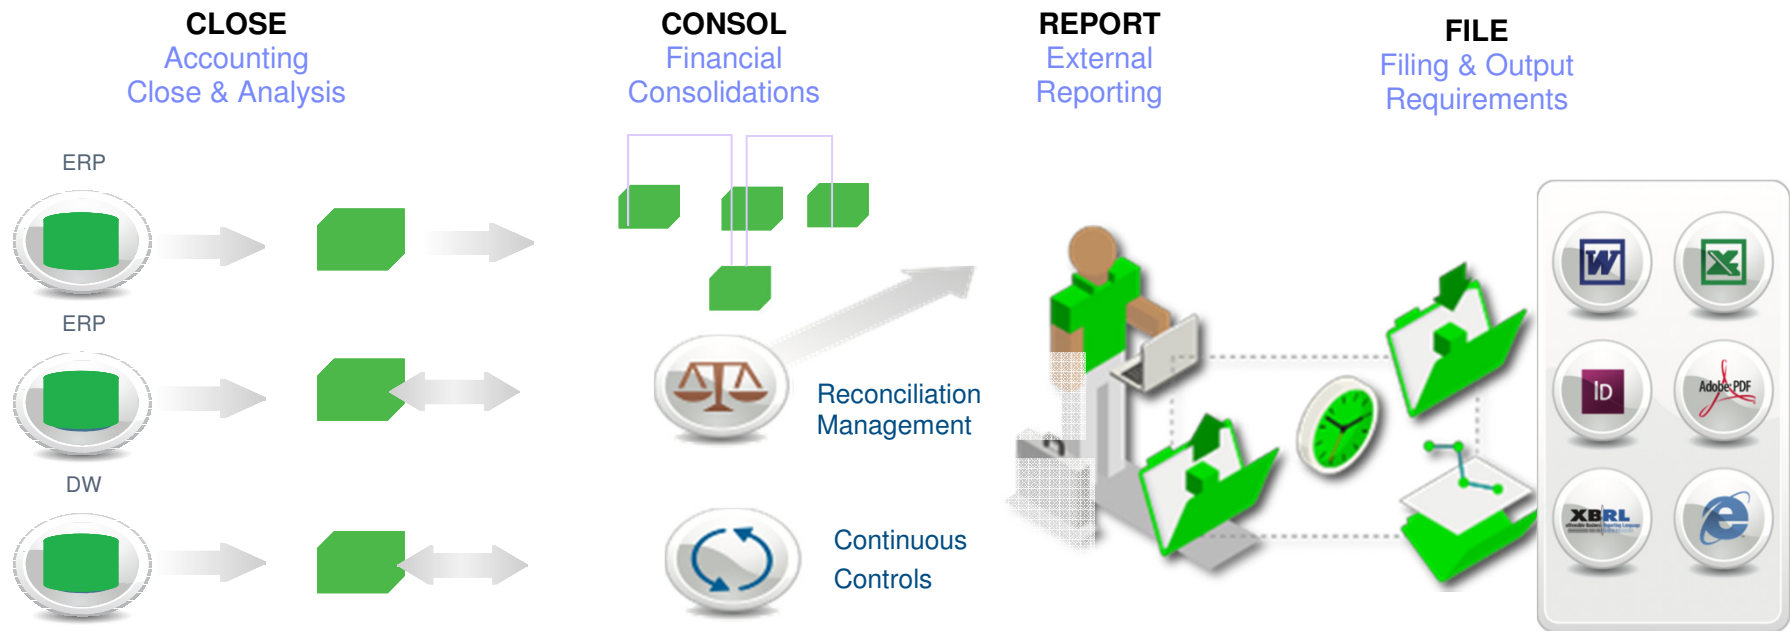 CLOSE
Accounting
Close & Analysis
CONSOL
Financial
Consolidations
REPORT
External
Reporting
FILE
Filing & Output
Requirements
ERP
ERP
DW
Reconciliation
Management
Continuous
Controls
W
X
ID
Adobe PDF
XBRL
e